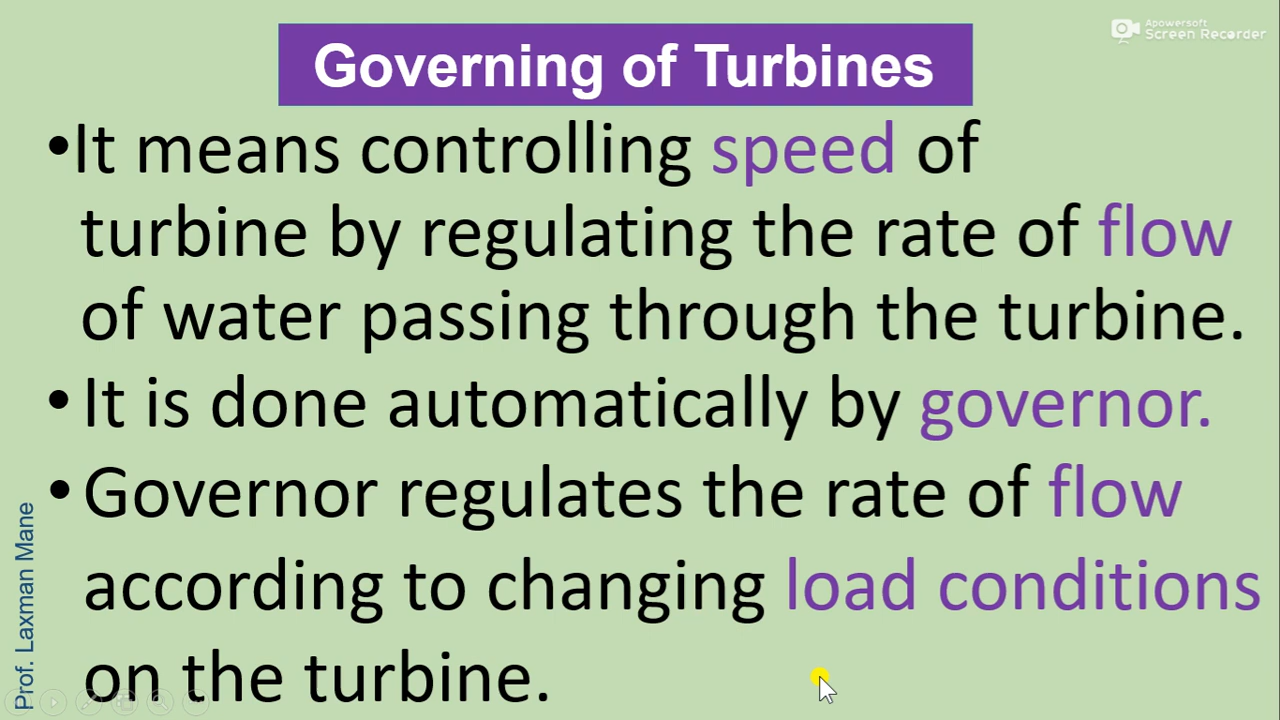 Apowersoft
Screen Recorder
Governing of Turbines
•It means controlling speed of
turbine by regulating the rate of flow
of water passing through the turbine.
• It is done automatically by governor.
• Governor regulates the rate of flow
according to changing load conditions
on the turbine.
Prof. Laxman Mane